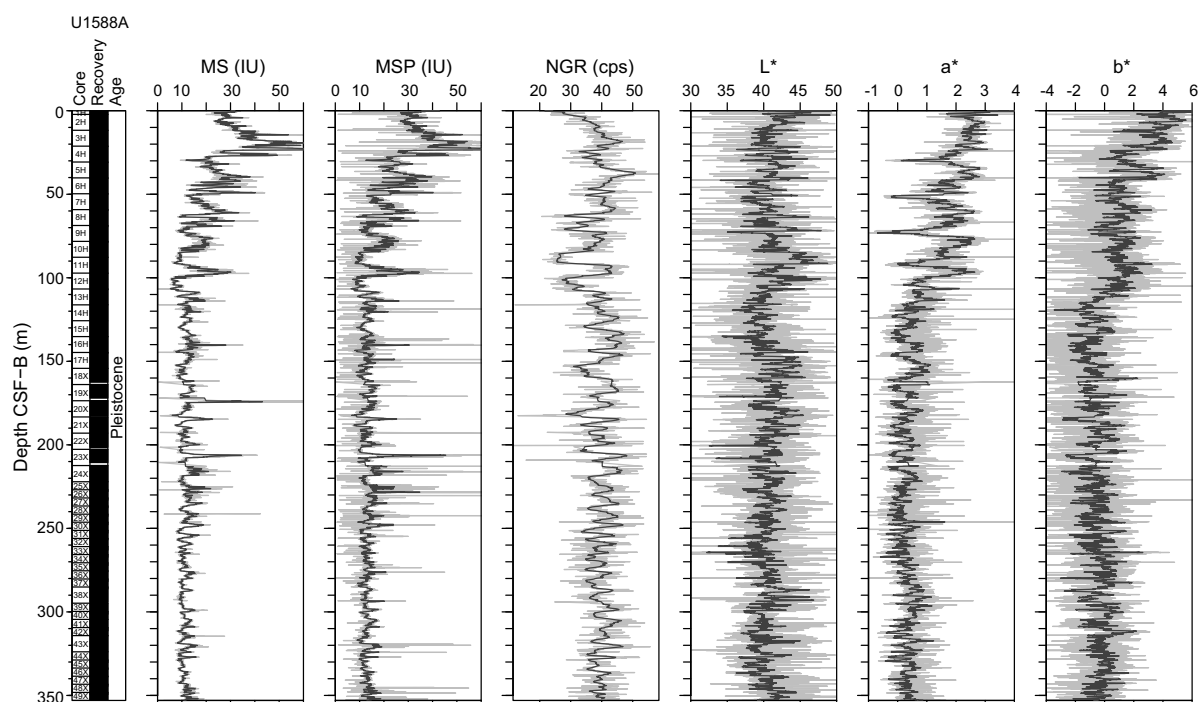 U1588A
Core
Recovery
Age
MS (IU)
MSP (IU)
NGR (cps)
L*
a*
b*
0 10 30 50
0 10 30 50
20 30 40 50
30 35 40 45 50
-1 0 1 2 3 4
-4 -2 0 2 4 6
Depth CSF−B (m)
0
50
100
150
200
250
300
350
1H
2H
3H
4H
5H
6H
7H
8H
9H
10H
11H
12H
13H
14H
15H
16H
17H
18X
19X
20X
21X
22X
23X
24X
25X
26X
27X
28X
29X
30X
31X
32X
33X
34X
35X
36X
37X
38X
39X
40X
41X
42X
43X
44X
45X
46X
47X
48X
49X
Pleistocene